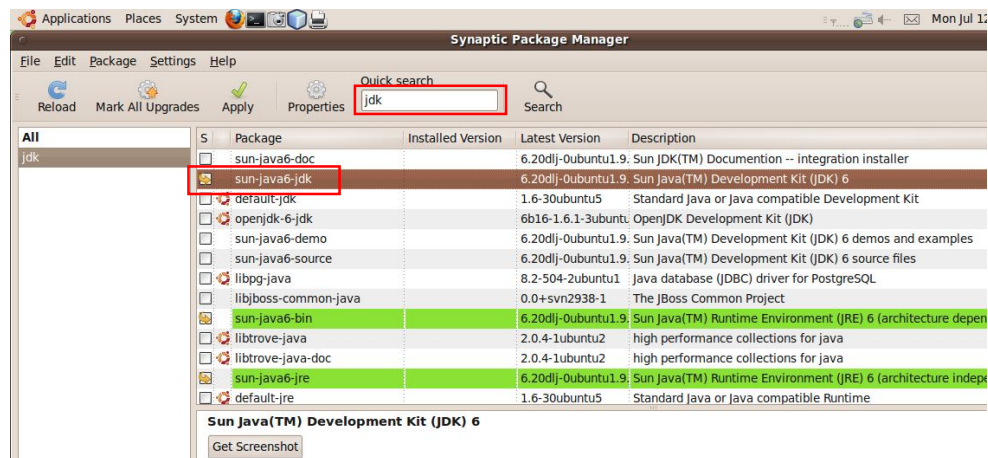 Applications Places System Mon Jul 12
Synaptic Package Manager
File Edit Package Settings Help
Quick search
Reload Mark All Upgrades Apply Properties jdk Search
All
jdk
S Package Installed Version Latest Version Description
sun-java6-doc 6.20dlj-0ubuntu1.9. Sun JDK(TM) Documention -- integration installer
sun-java6-jdk 6.20dlj-0ubuntu1.9. Sun Java(TM) Development Kit (JDK) 6
default-jdk 1.6-30ubuntu5 Standard Java or Java compatible Development Kit
openjdk-6-jdk 6b16-1.6.1-3ubuntu OpenJDK Development Kit (JDK)
sun-java6-demo 6.20dlj-0ubuntu1.9. Sun Java(TM) Development Kit (JDK) 6 demos and examples
sun-java6-source 6.20dlj-0ubuntu1.9. Sun Java(TM) Development Kit (JDK) 6 source files
libpg-java 8.2-504-2ubuntu1 Java database (JDBC) driver for PostgreSQL
libjboss-common-java 0.0+svn2938-1 The JBoss Common Project
sun-java6-bin 6.20dlj-0ubuntu1.9. Sun Java(TM) Runtime Environment (JRE) 6 (architecture depen
libtrove-java 2.0.4-1ubuntu2 high performance collections for java
libtrove-java-doc 2.0.4-1ubuntu2 high performance collections for java
sun-java6-jre 6.20dlj-0ubuntu1.9. Sun Java(TM) Runtime Environment (JRE) 6 (architecture indepe
default-jre 1.6-30ubuntu5 Standard Java or Java compatible Runtime
Sun Java(TM) Development Kit (JDK) 6
Get Screenshot